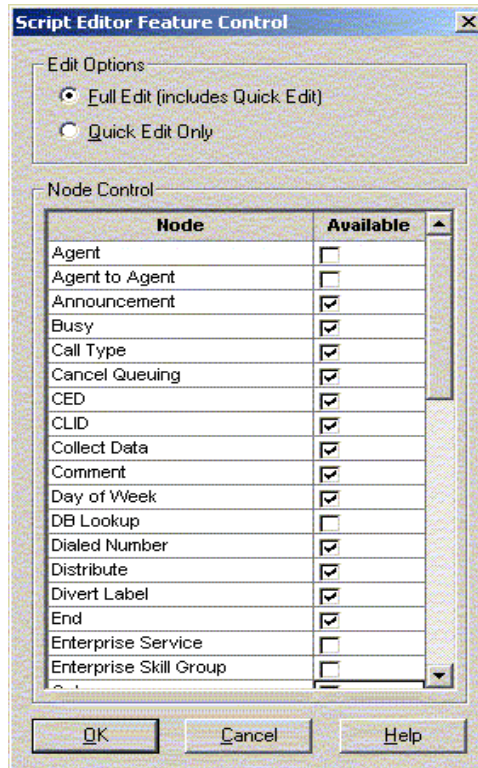 Script Editor Feature Control
Edit Options
Full Edit (includes Quick Edit)
Quick Edit Only
Node Control
Node Available
Agent
Agent to Agent
Announcement
Busy
Call Type
Cancel Queuing
CED
CLID
Collect Data
Comment
Day of Week
DB Lookup
Dialed Number
Distribute
Divert Label
End
Enterprise Service
Enterprise Skill Group
OK Cancel Help